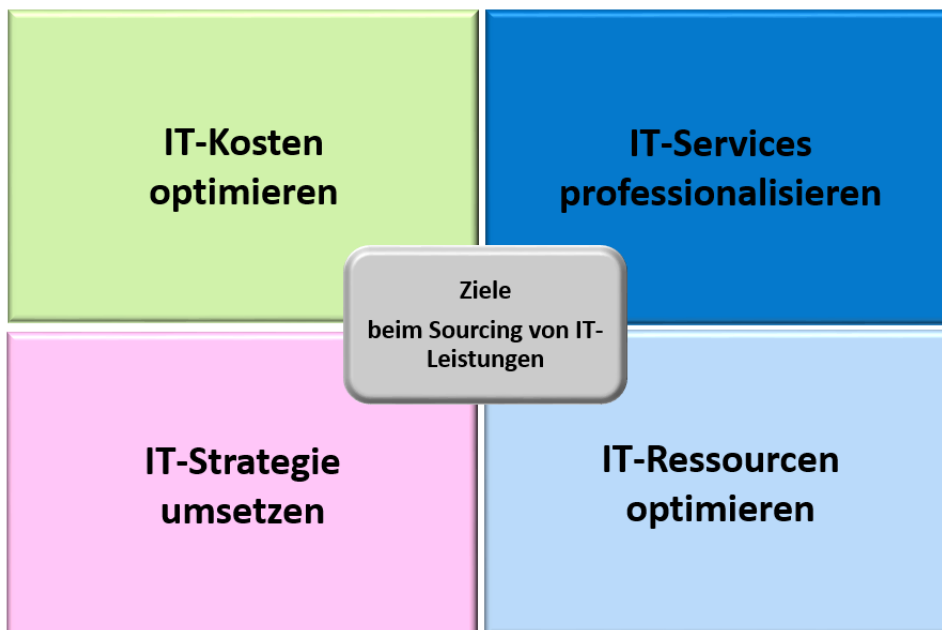 IT-Kosten
optimieren
IT-Services
professionalisieren
Ziele
beim Sourcing von IT-
Leistungen
IT-Strategie
umsetzen
IT-Ressourcen
optimieren